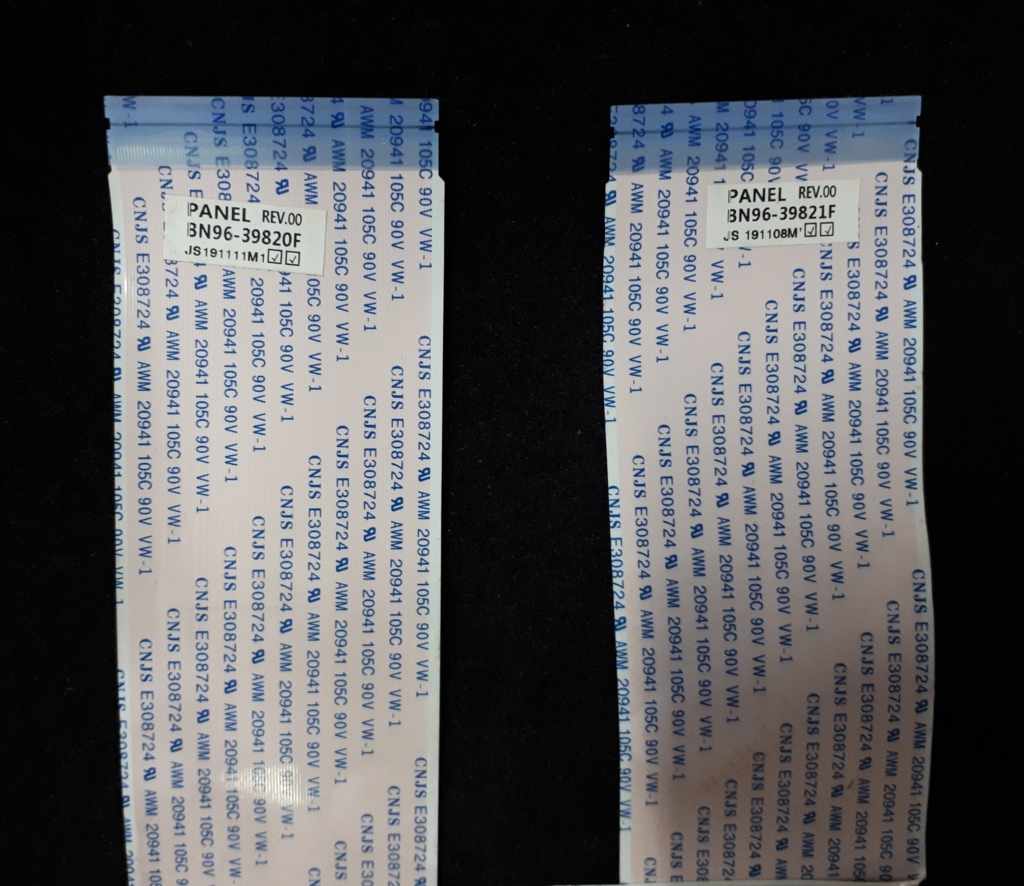 PANEL REV.00
BN96-39820F
JS191111M1
PANEL REV.00
BN96-39821F
JS 191108M
CNJS E308724 AWM 20941 105C 90V VW-1